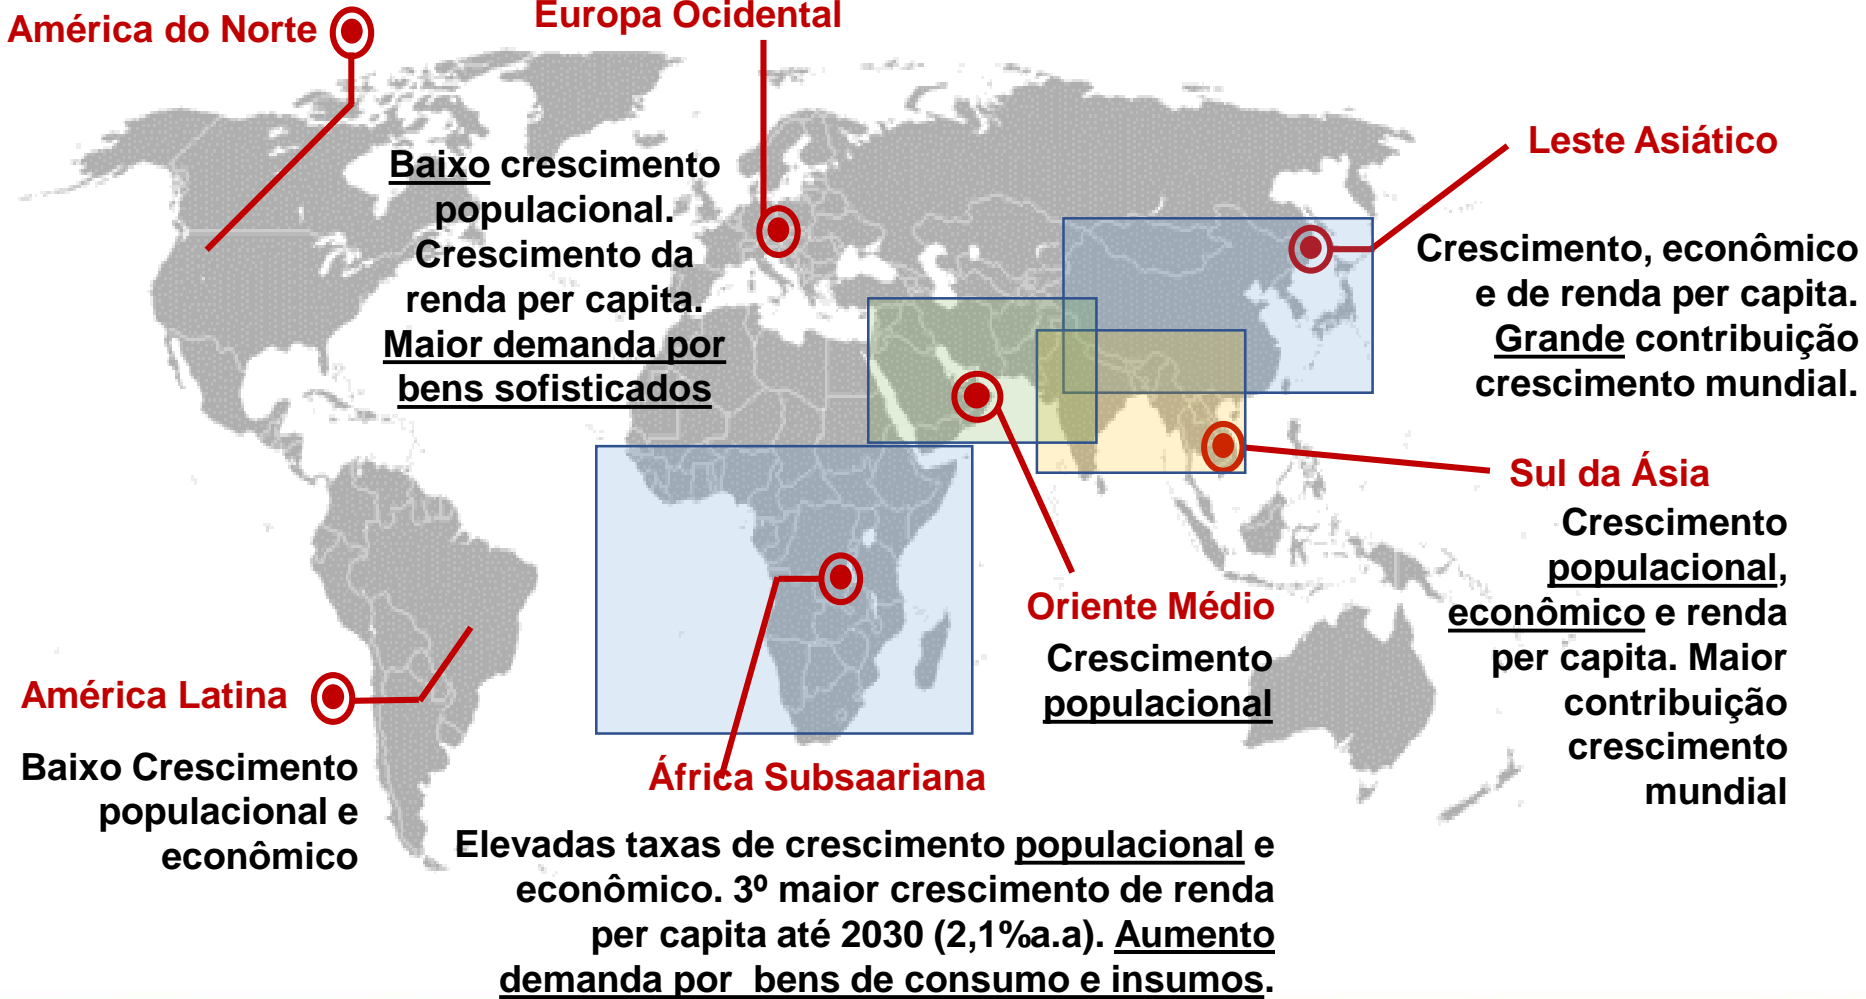 América do Norte
Europa Ocidental
Baixo crescimento
populacional.
Crescimento da
renda per capita.
Maior demanda por
bens sofisticados
Leste Asiático
Crescimento, econômico
e de renda per capita.
Grande contribuição
crescimento mundial.
Sul da Ásia
Crescimento
populacional,
econômico e renda
per capita. Maior
contribuição
crescimento
mundial
Oriente Médio
Crescimento
populacional
América Latina
Baixo Crescimento
populacional e
econômico
África Subsaariana
Elevadas taxas de crescimento populacional e
econômico. 3º maior crescimento de renda
per capita até 2030 (2,1%a.a). Aumento
demanda por  bens de consumo e insumos.